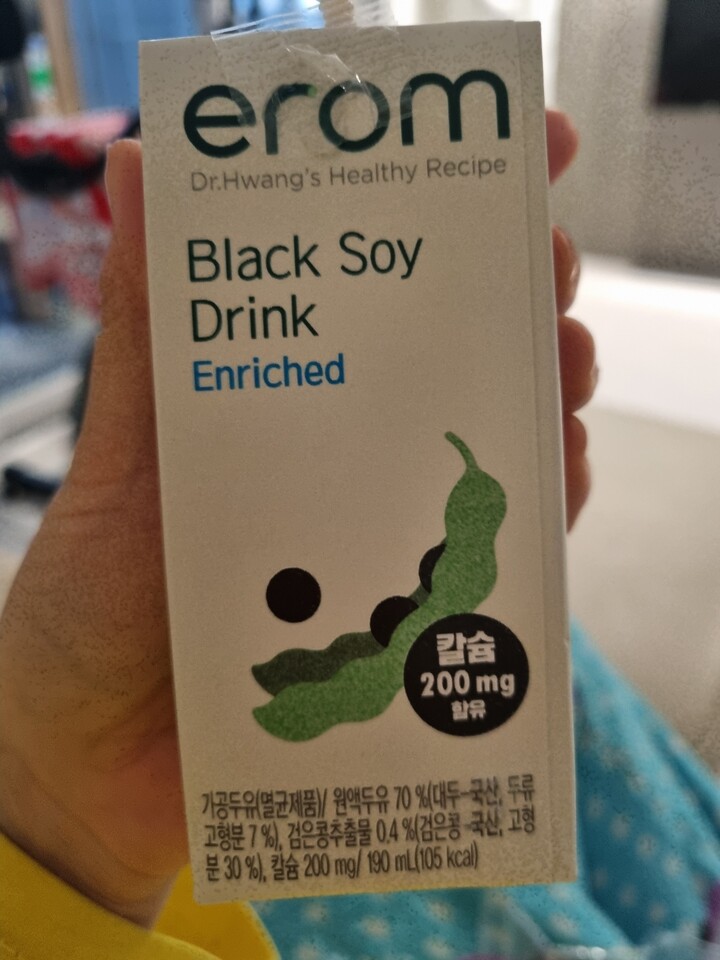 erom
Dr.Hwang's Healthy Recipe
Black Soy
Drink
Enriched
칼슘
200 mg
함유
가공두유(멸균제품)/ 원액두유 70 %(대두-국산, 두류
고형분 7 %), 검은콩추출물 0.4 %(검은콩-국산, 고형
분 30 %), 칼슘 200 mg/ 190 mL(105 kcal)